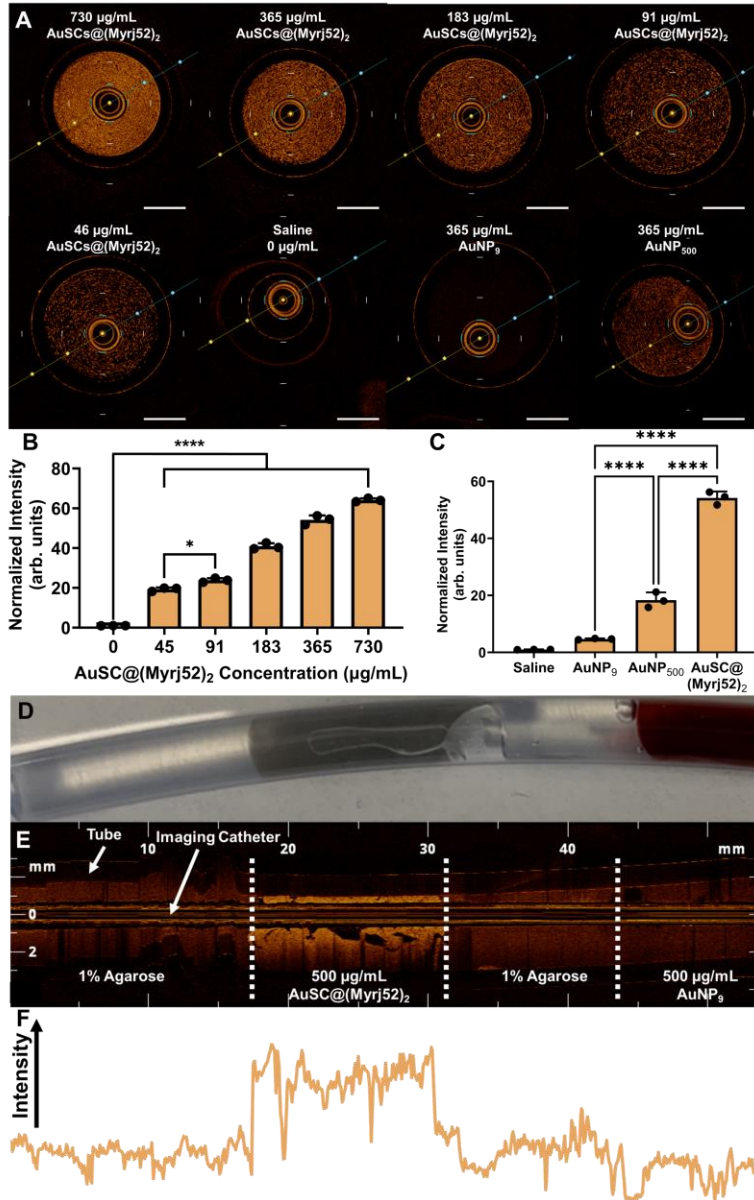 A
730 µg/mL
AuSCs@(Myrj52)₂
365 µg/mL
AuSCs@(Myrj52)₂
183 µg/mL
AuSCs@(Myrj52)₂
91 µg/mL
AuSCs@(Myrj52)₂
46 µg/mL
AuSCs@(Myrj52)₂
Saline
0 µg/mL
365 µg/mL
AuNP₉
365 µg/mL
AuNP₅₀₀
B
Normalized Intensity
(arb. units)
80
60
40
20
0
****
*
0 45 91 183 365 730
AuSC@(Myrj52)₂ Concentration (µg/mL)
C
Normalized Intensity
(arb. units)
60
40
20
0
****
**** ****
Saline AuNP₉ AuNP₅₀₀ AuSC@
(Myrj52)₂
D
E
Tube
Imaging Catheter
10 20 30 40 mm
mm
0
2
1% Agarose
500 µg/mL
AuSC@(Myrj52)₂
1% Agarose
500 µg/mL
AuNP₉
F
Intensity